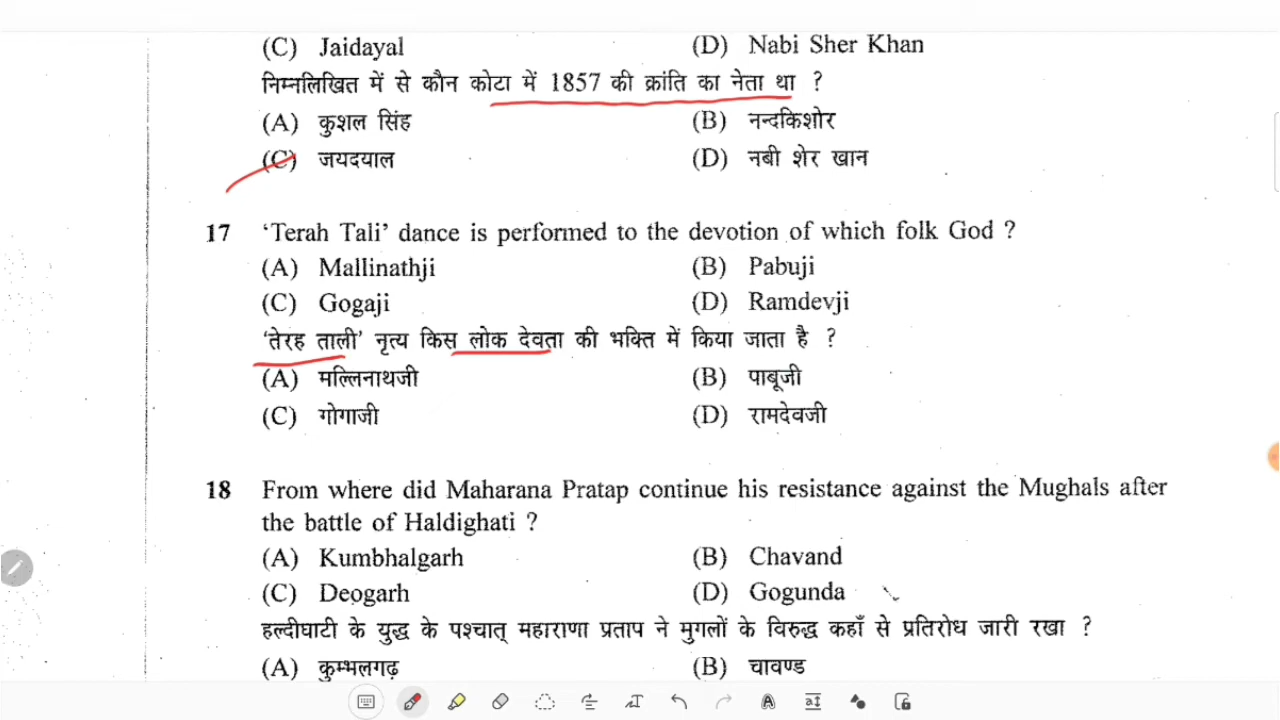 (C) Jaidayal (D) Nabi Sher Khan
निम्नलिखित में से कौन कोटा में 1857 की क्रांति का नेता था ?
(A) कुशल सिंह (B) नन्दकिशोर
(C) जयदयाल (D) नबी शेर खान
17 ‘Terah Tali’ dance is performed to the devotion of which folk God ?
(A) Mallinathji (B) Pabuji
(C) Gogaji (D) Ramdevji
‘तेरह ताली’ नृत्य किस लोक देवता की भक्ति में किया जाता है ?
(A) मल्लिनाथजी (B) पाबूजी
(C) गोगाजी (D) रामदेवजी
18 From where did Maharana Pratap continue his resistance against the Mughals after
the battle of Haldighati ?
(A) Kumbhalgarh (B) Chavand
(C) Deogarh (D) Gogunda
हल्दीघाटी के युद्ध के पश्चात् महाराणा प्रताप ने मुगलों के विरुद्ध कहाँ से प्रतिरोध जारी रखा ?
(A) कुम्भलगढ़ (B) चावण्ड